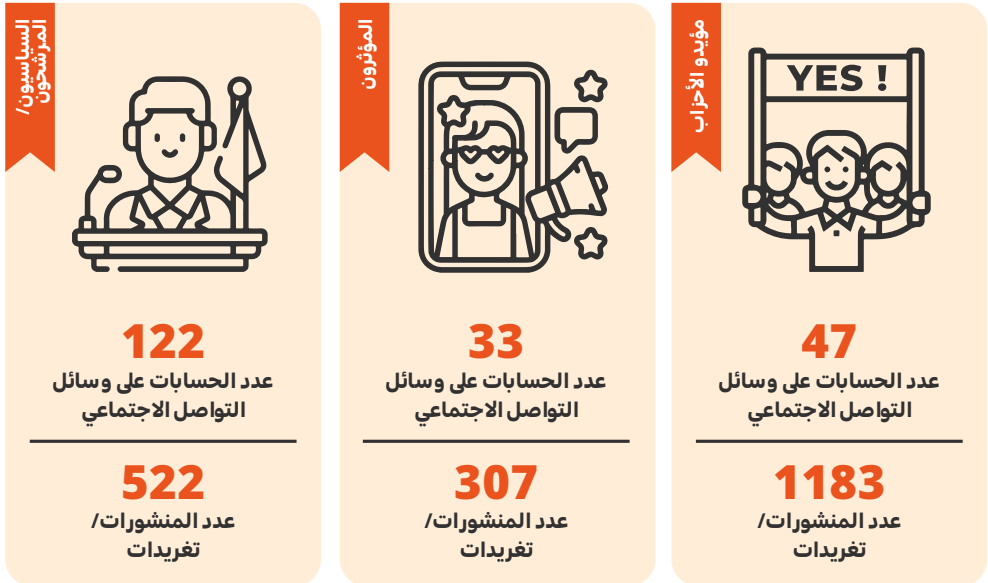 مؤيدو الأحزاب
YES !
47
عدد الحسابات على وسائل
التواصل الاجتماعي
1183
عدد المنشورات/
تغريدات
المؤثرون
33
عدد الحسابات على وسائل
التواصل الاجتماعي
307
عدد المنشورات/
تغريدات
السياسيون/
المرشحون
122
عدد الحسابات على وسائل
التواصل الاجتماعي
522
عدد المنشورات/
تغريدات